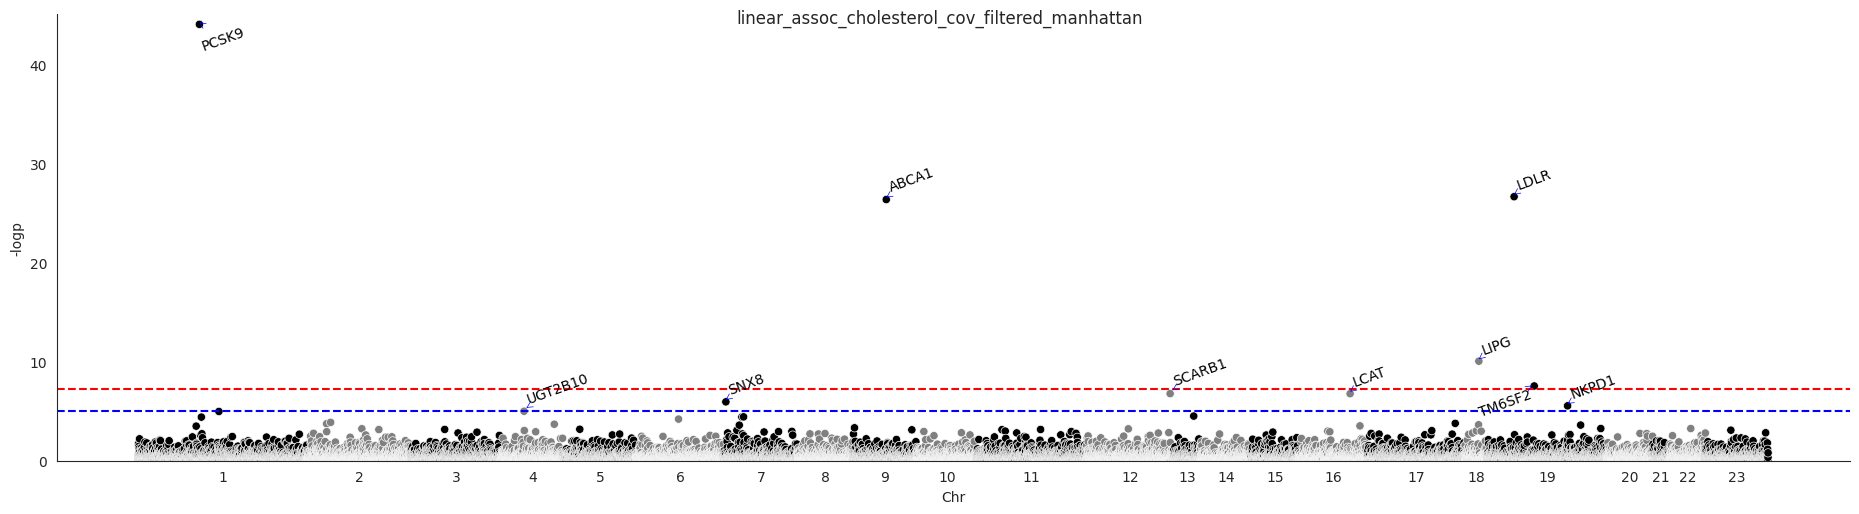 linear_assoc_cholesterol_cov_filtered_manhattan
PCSK9
40
30
ABCA1
LDLR
-logp
20
10
LIPG
SCARB1
LCAT
UGT2B10
SNX8
NKPD1
TM6SF2
0
1 2 3 4 5 6 7 8 9 10 11 12 13 14 15 16 17 18 19 20 21 22 23
Chr